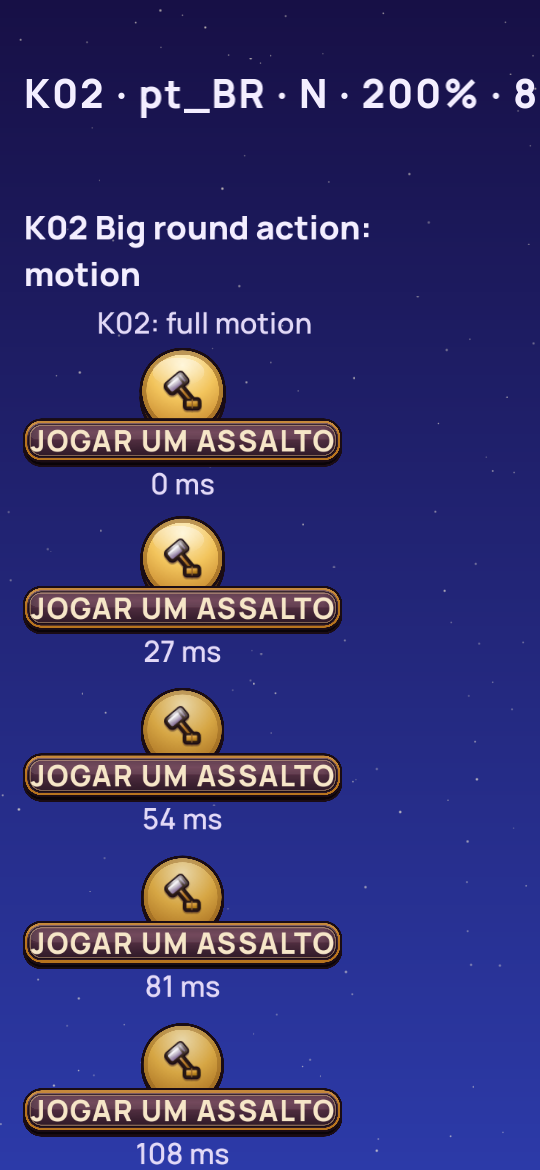 K02 · pt_BR · N · 200% · 8
K02 Big round action:
motion
K02: full motion
JOGAR UM ASSALTO
0 ms
JOGAR UM ASSALTO
27 ms
JOGAR UM ASSALTO
54 ms
JOGAR UM ASSALTO
81 ms
JOGAR UM ASSALTO
108 ms